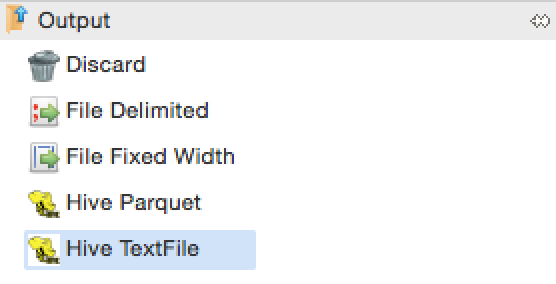 Output
Discard
File Delimited
File Fixed Width
Hive Parquet
Hive TextFile